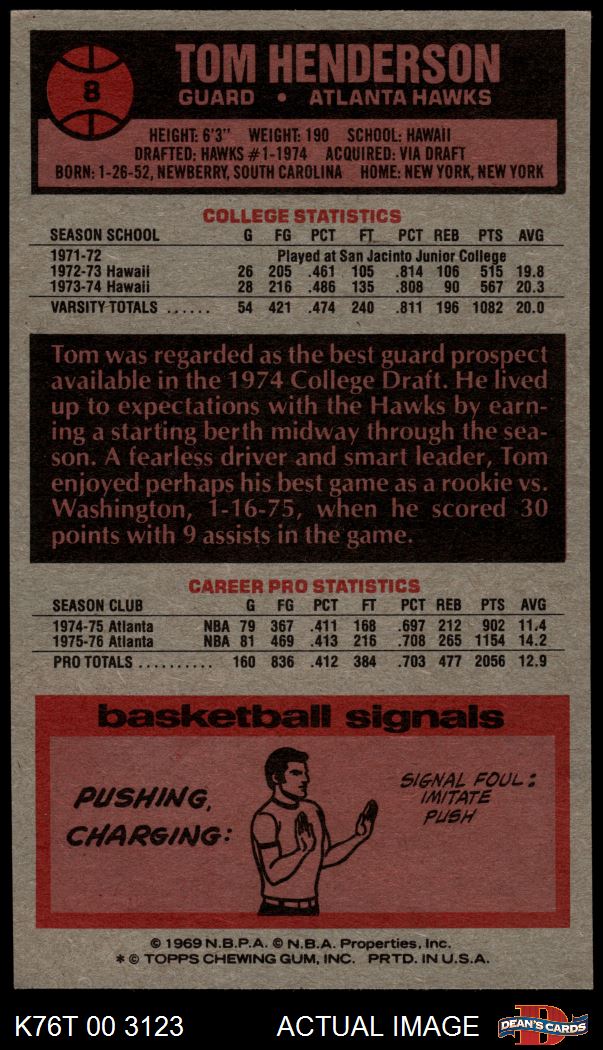 8
TOM HENDERSON
GUARD • ATLANTA HAWKS
HEIGHT: 6'3" WEIGHT: 190 SCHOOL: HAWAII
DRAFTED: HAWKS #1-1974 ACQUIRED: VIA DRAFT
BORN: 1-26-52, NEWBERRY, SOUTH CAROLINA HOME: NEW YORK, NEW YORK
COLLEGE STATISTICS
SEASON SCHOOL G FG PCT FT PCT REB PTS AVG
1971-72 Played at San Jacinto Junior College
1972-73 Hawaii 26 205 .461 105 .814 106 515 19.8
1973-74 Hawaii 28 216 .486 135 .808 90 567 20.3
VARSITY TOTALS ...... 54 421 .474 240 .811 196 1082 20.0
Tom was regarded as the best guard prospect
available in the 1974 College Draft. He lived
up to expectations with the Hawks by earn-
ing a starting berth midway through the sea-
son. A fearless driver and smart leader, Tom
enjoyed perhaps his best game as a rookie vs.
Washington, 1-16-75, when he scored 30
points with 9 assists in the game.
CAREER PRO STATISTICS
SEASON CLUB G FG PCT FT PCT REB PTS AVG
1974-75 Atlanta NBA 79 367 .411 168 .697 212 902 11.4
1975-76 Atlanta NBA 81 469 .413 216 .708 265 1154 14.2
PRO TOTALS .......... 160 836 .412 384 .703 477 2056 12.9
basketball signals
PUSHING,
CHARGING:
SIGNAL FOUL:
IMITATE
PUSH
© 1969 N.B.P.A. © N.B.A. Properties, Inc.
* © TOPPS CHEWING GUM, INC. PRTD. IN U.S.A.
K76T 00 3123 ACTUAL IMAGE
D
DEAN'S CARDS